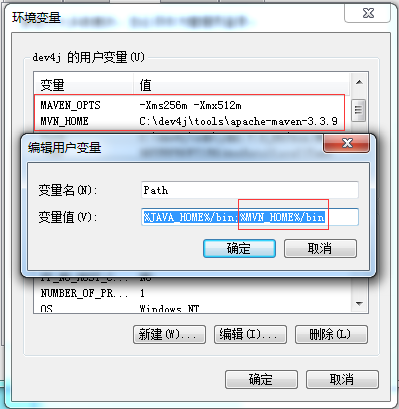 环境变量
dev4j 的用户变量(U)
变量 值
MAVEN_OPTS -Xms256m -Xmx512m
MVN_HOME C:\dev4j\tools\apache-maven-3.3.9
编辑用户变量
变量名(N): Path
变量值(V): %JAVA_HOME%/bin;%MVN_HOME%/bin
确定 取消
NUMBER_OF_PR... 1
OS Windows_NT
新建(W)... 编辑(I)... 删除(L)
确定 取消